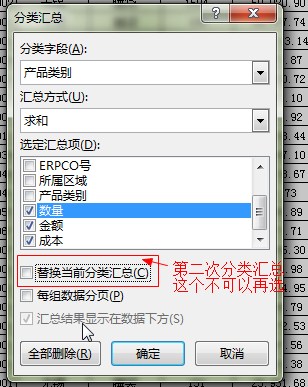 分类汇总
分类字段(A):
产品类别
汇总方式(U):
求和
选定汇总项(D):
ERPCO号
所属区域
产品类别
数量
金额
成本
替换当前分类汇总(C)
第二次分类汇总
这个不可以再选
每组数据分页(P)
汇总结果显示在数据下方(S)
全部删除(R)
确定
取消